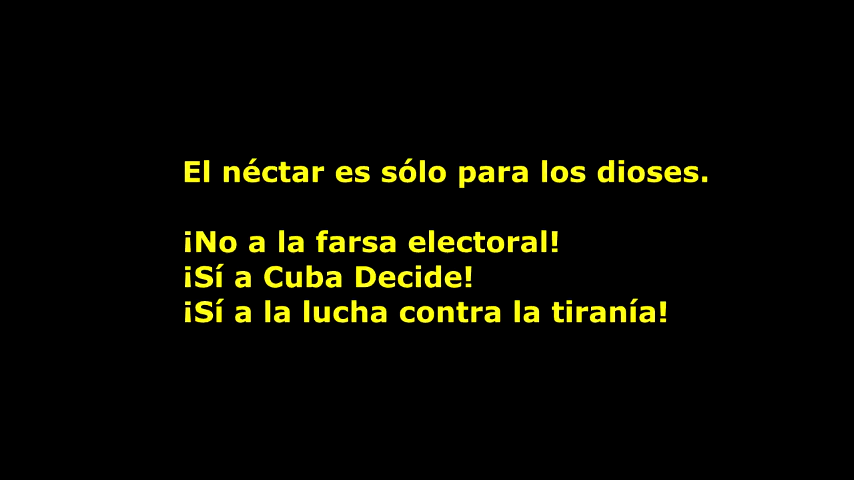 El néctar es sólo para los dioses.
¡No a la farsa electoral!
¡Sí a Cuba Decide!
¡Sí a la lucha contra la tiranía!